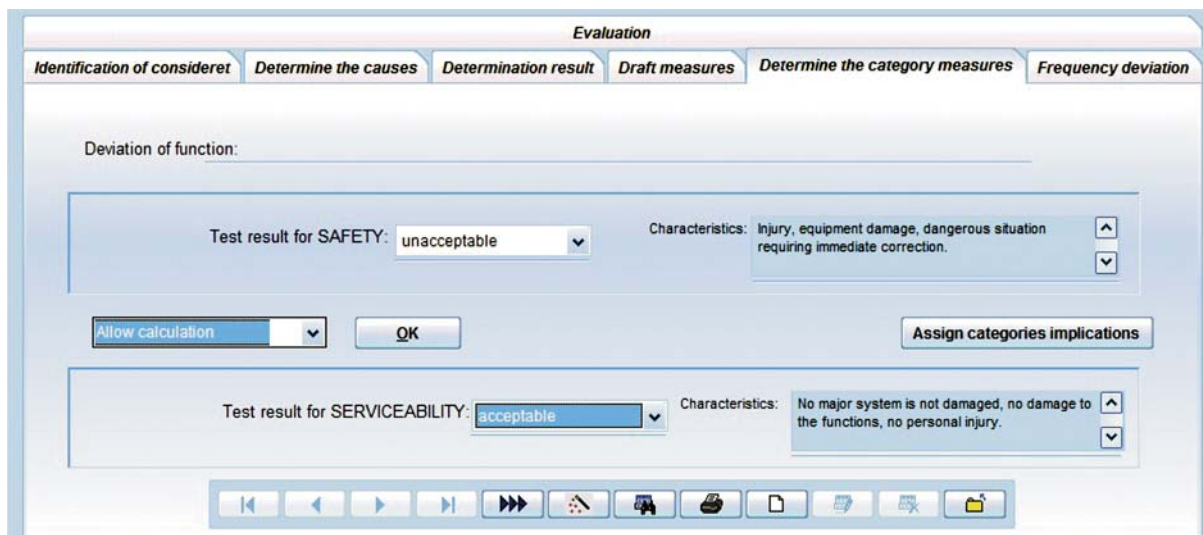 Evaluation
Identification of consideret
Determine the causes
Determination result
Draft measures
Determine the category measures
Frequency deviation
Deviation of function:
Test result for SAFETY:
unacceptable
Characteristics:
Injury, equipment damage, dangerous situation
requiring immediate correction.
Allow calculation
OK
Assign categories implications
Test result for SERVICEABILITY:
acceptable
Characteristics:
No major system is not damaged, no damage to
the functions, no personal injury.